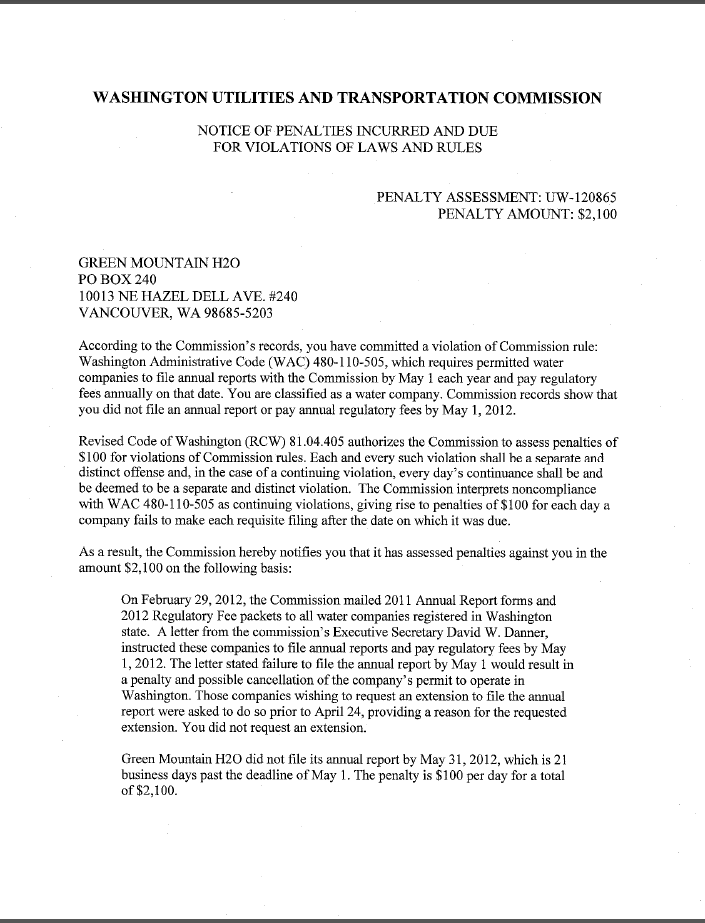 WASHINGTON UTILITIES AND TRANSPORTATION COMMISSION
NOTICE OF PENALTIES INCURRED AND DUE
FOR VIOLATIONS OF LAWS AND RULES
PENALTY ASSESSMENT: UW-120865
PENALTY AMOUNT: $2,100
GREEN MOUNTAIN H2O
PO BOX 240
10013 NE HAZEL DELL AVE. #240
VANCOUVER, WA 98685-5203
According to the Commission's records, you have committed a violation of Commission rule:
Washington Administrative Code (WAC) 480-110-505, which requires permitted water
companies to file annual reports with the Commission by May 1 each year and pay regulatory
fees annually on that date. You are classified as a water company. Commission records show that
you did not file an annual report or pay annual regulatory fees by May 1, 2012.
Revised Code of Washington (RCW) 81.04.405 authorizes the Commission to assess penalties of
$100 for violations of Commission rules. Each and every such violation shall be a separate and
distinct offense and, in the case of a continuing violation, every day's continuance shall be and
be deemed to be a separate and distinct violation. The Commission interprets noncompliance
with WAC 480-110-505 as continuing violations, giving rise to penalties of $100 for each day a
company fails to make each requisite filing after the date on which it was due.
As a result, the Commission hereby notifies you that it has assessed penalties against you in the
amount $2,100 on the following basis:
On February 29, 2012, the Commission mailed 2011 Annual Report forms and
2012 Regulatory Fee packets to all water companies registered in Washington
state. A letter from the commission's Executive Secretary David W. Danner,
instructed these companies to file annual reports and pay regulatory fees by May
1, 2012. The letter stated failure to file the annual report by May 1 would result in
a penalty and possible cancellation of the company's permit to operate in
Washington. Those companies wishing to request an extension to file the annual
report were asked to do so prior to April 24, providing a reason for the requested
extension. You did not request an extension.
Green Mountain H2O did not file its annual report by May 31, 2012, which is 21
business days past the deadline of May 1. The penalty is $100 per day for a total
of $2,100.